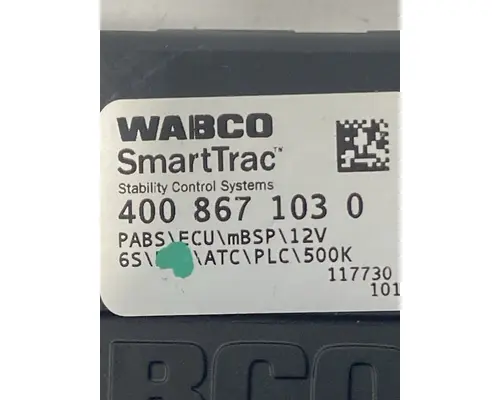 WABCO
SmartTrac™
Stability Control Systems
400 867 103 0
PABS\ECU\mBSP\12V
6S\ \ATC\PLC\500K
117730
101
BCO